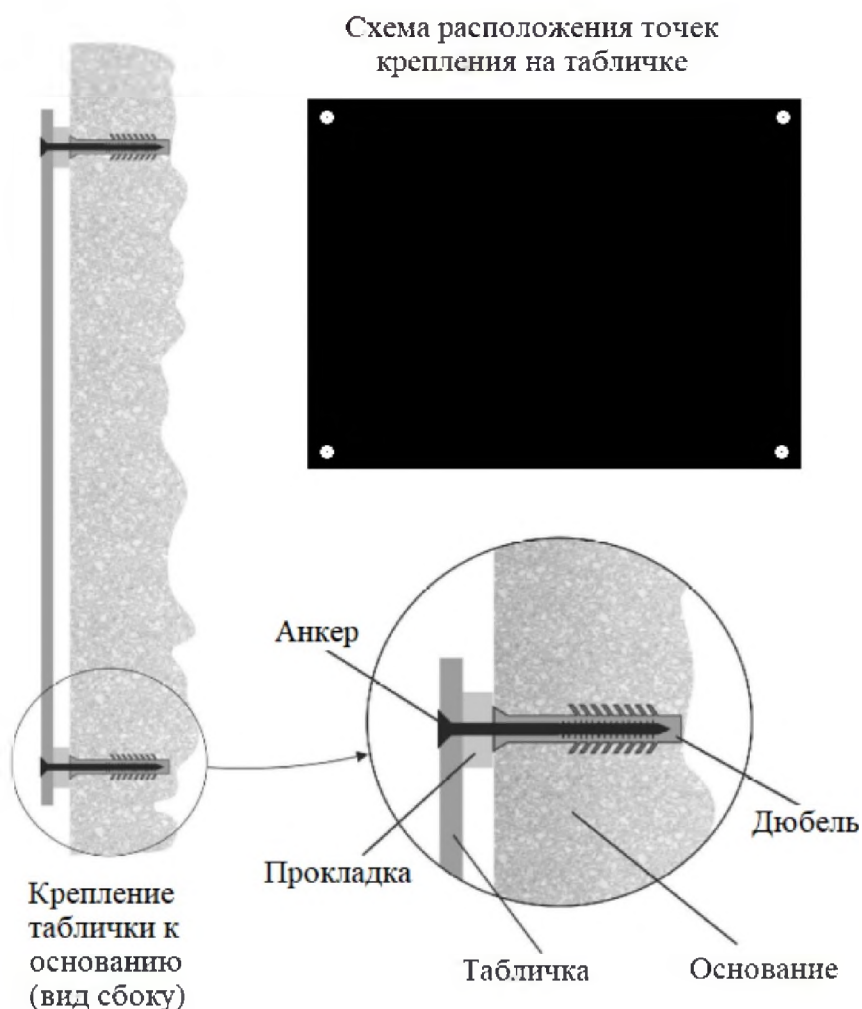 Схема расположения точек
крепления на табличке
Анкер
Дюбель
Прокладка
Крепление
таблички к
основанию
(вид сбоку)
Табличка
Основание